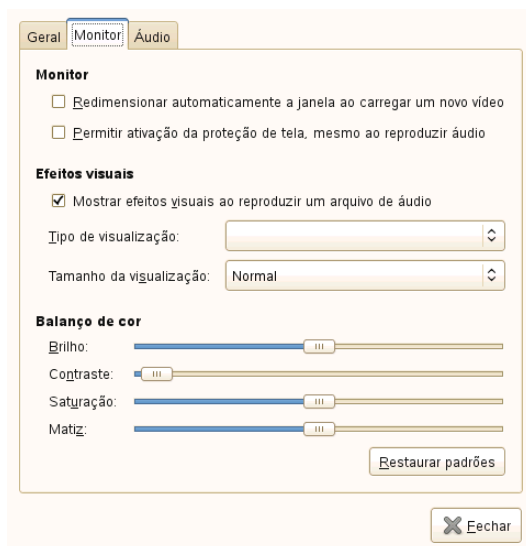 Geral Monitor Áudio
Monitor
Redimensionar automaticamente a janela ao carregar um novo vídeo
Permitir ativação da proteção de tela, mesmo ao reproduzir áudio
Efeitos visuais
Mostrar efeitos visuais ao reproduzir um arquivo de áudio
Tipo de visualização:
Tamanho da visualização: Normal
Balanço de cor
Brilho:
Contraste:
Saturação:
Matiz:
Restaurar padrões
Fechar